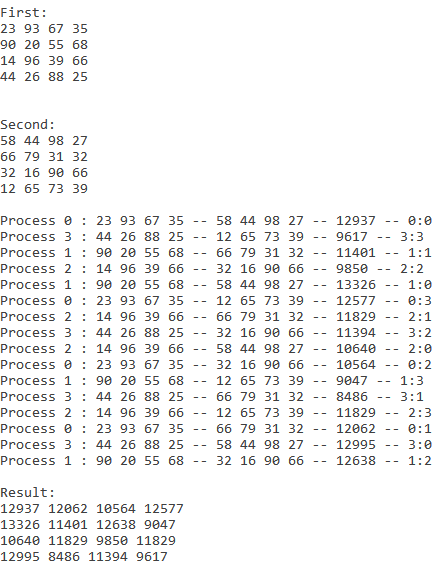 First:
23 93 67 35
90 20 55 68
14 96 39 66
44 26 88 25
Second:
58 44 98 27
66 79 31 32
32 16 90 66
12 65 73 39
Process 0 : 23 93 67 35 -- 58 44 98 27 -- 12937 -- 0:0
Process 3 : 44 26 88 25 -- 12 65 73 39 -- 9617 -- 3:3
Process 1 : 90 20 55 68 -- 66 79 31 32 -- 11401 -- 1:1
Process 2 : 14 96 39 66 -- 32 16 90 66 -- 9850 -- 2:2
Process 1 : 90 20 55 68 -- 58 44 98 27 -- 13326 -- 1:0
Process 0 : 23 93 67 35 -- 12 65 73 39 -- 12577 -- 0:3
Process 2 : 14 96 39 66 -- 66 79 31 32 -- 11829 -- 2:1
Process 3 : 44 26 88 25 -- 32 16 90 66 -- 11394 -- 3:2
Process 2 : 14 96 39 66 -- 58 44 98 27 -- 10640 -- 2:0
Process 0 : 23 93 67 35 -- 32 16 90 66 -- 10564 -- 0:2
Process 1 : 90 20 55 68 -- 12 65 73 39 -- 9047 -- 1:3
Process 3 : 44 26 88 25 -- 66 79 31 32 -- 8486 -- 3:1
Process 2 : 14 96 39 66 -- 12 65 73 39 -- 11829 -- 2:3
Process 0 : 23 93 67 35 -- 66 79 31 32 -- 12062 -- 0:1
Process 3 : 44 26 88 25 -- 58 44 98 27 -- 12995 -- 3:0
Process 1 : 90 20 55 68 -- 32 16 90 66 -- 12638 -- 1:2
Result:
12937 12062 10564 12577
13326 11401 12638 9047
10640 11829 9850 11829
12995 8486 11394 9617